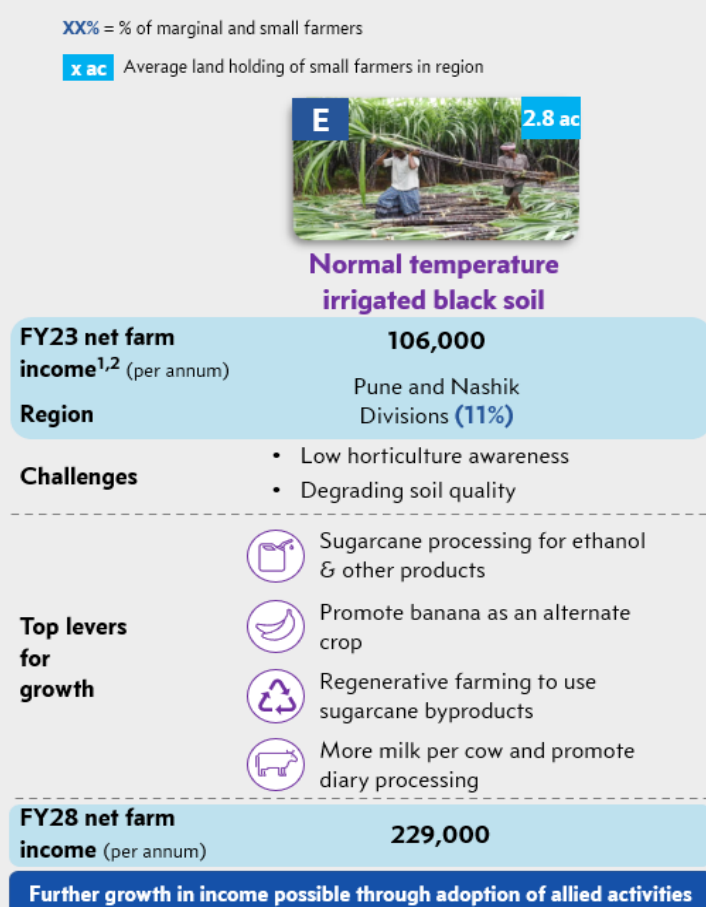 XX% = % of marginal and small farmers
x ac Average land holding of small farmers in region
E
2.8 ac
Normal temperature
irrigated black soil
FY23 net farm
income1,2 (per annum)
106,000
Region
Pune and Nashik
Divisions (11%)
Challenges
• Low horticulture awareness
• Degrading soil quality
Top levers
for
growth
Sugarcane processing for ethanol
& other products
Promote banana as an alternate
crop
Regenerative farming to use
sugarcane byproducts
More milk per cow and promote
diary processing
FY28 net farm
income (per annum)
229,000
Further growth in income possible through adoption of allied activities